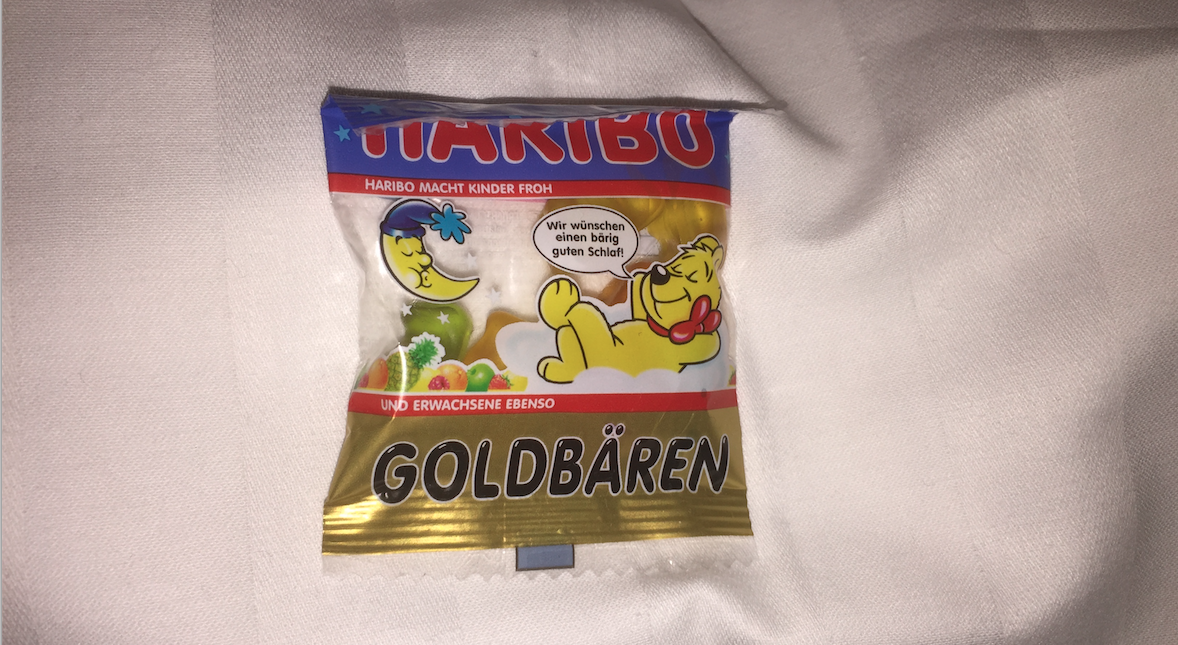 HARIBO
HARIBO MACHT KINDER FROH
Wir wünschen
einen bärig
guten Schlaf!
UND ERWACHSENE EBENSO
GOLDBÄREN